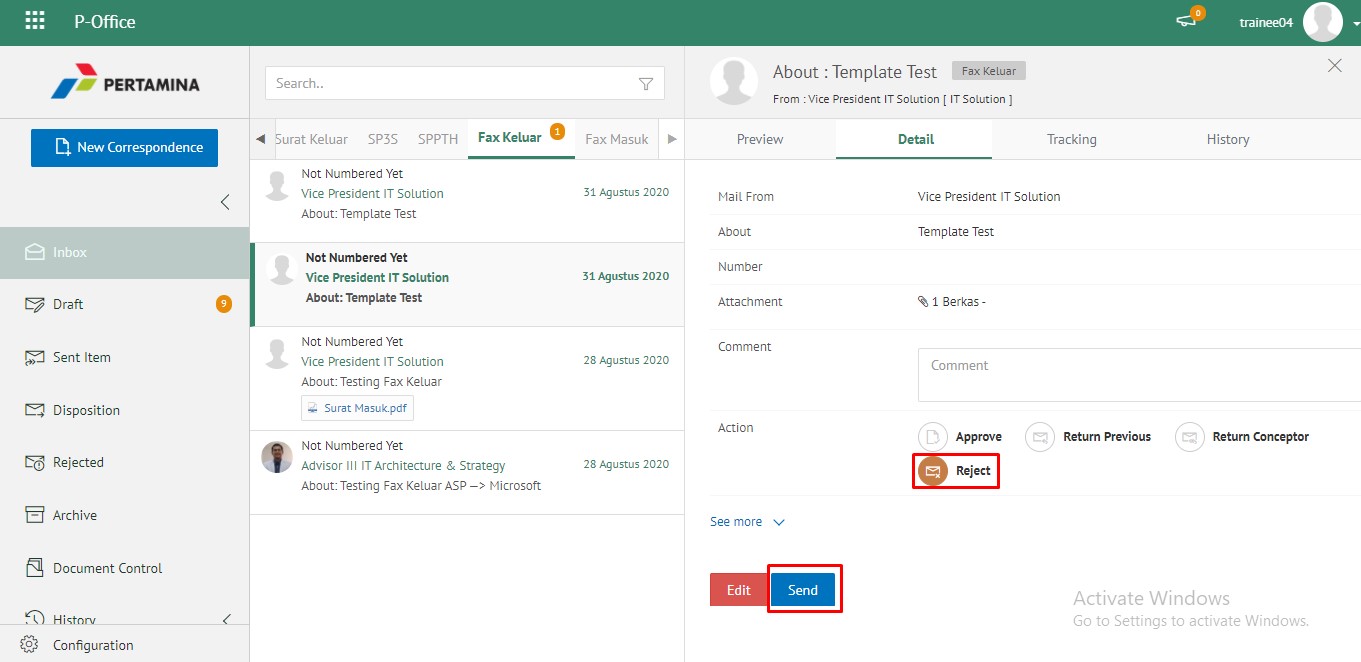 P-Office
0
trainee04
PERTAMINA
New Correspondence
Inbox
Draft
9
Sent Item
Disposition
Rejected
Archive
Document Control
History
Configuration
Search..
Surat Keluar
SP3S
SPPTH
Fax Keluar
1
Fax Masuk
Not Numbered Yet
Vice President IT Solution
31 Agustus 2020
About: Template Test
Not Numbered Yet
Vice President IT Solution
31 Agustus 2020
About: Template Test
Not Numbered Yet
Vice President IT Solution
28 Agustus 2020
About: Testing Fax Keluar
Surat Masuk.pdf
Not Numbered Yet
Advisor III IT Architecture & Strategy
28 Agustus 2020
About: Testing Fax Keluar ASP —> Microsoft
About : Template Test
Fax Keluar
From : Vice President IT Solution [ IT Solution ]
Preview
Detail
Tracking
History
Mail From
Vice President IT Solution
About
Template Test
Number
Attachment
1 Berkas -
Comment
Comment
Action
Approve
Return Previous
Return Conceptor
Reject
See more
Edit
Send
Activate Windows
Go to Settings to activate Windows.